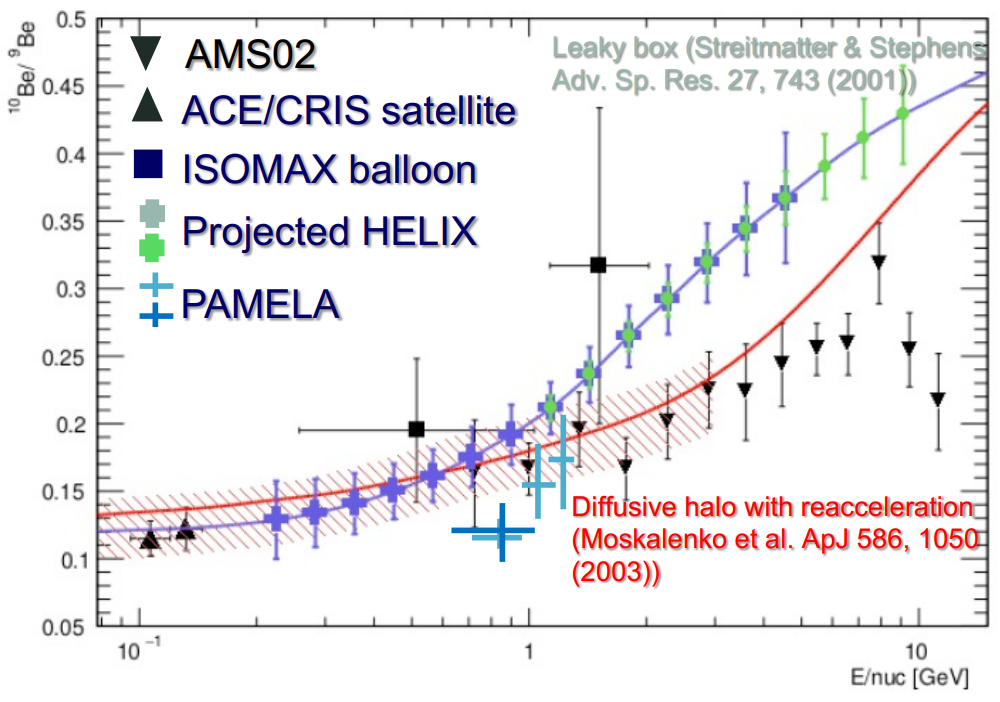 0.5
0.45
0.4
0.35
0.3
0.25
0.2
0.15
0.1
0.05
¹⁰Be/ ⁹Be
AMS02
ACE/CRIS satellite
ISOMAX balloon
Projected HELIX
PAMELA
Leaky box (Streitmatter & Stephens
Adv. Sp. Res. 27, 743 (2001))
Diffusive halo with reacceleration
(Moskalenko et al. ApJ 586, 1050
(2003))
10⁻¹
1
10
E/nuc [GeV]